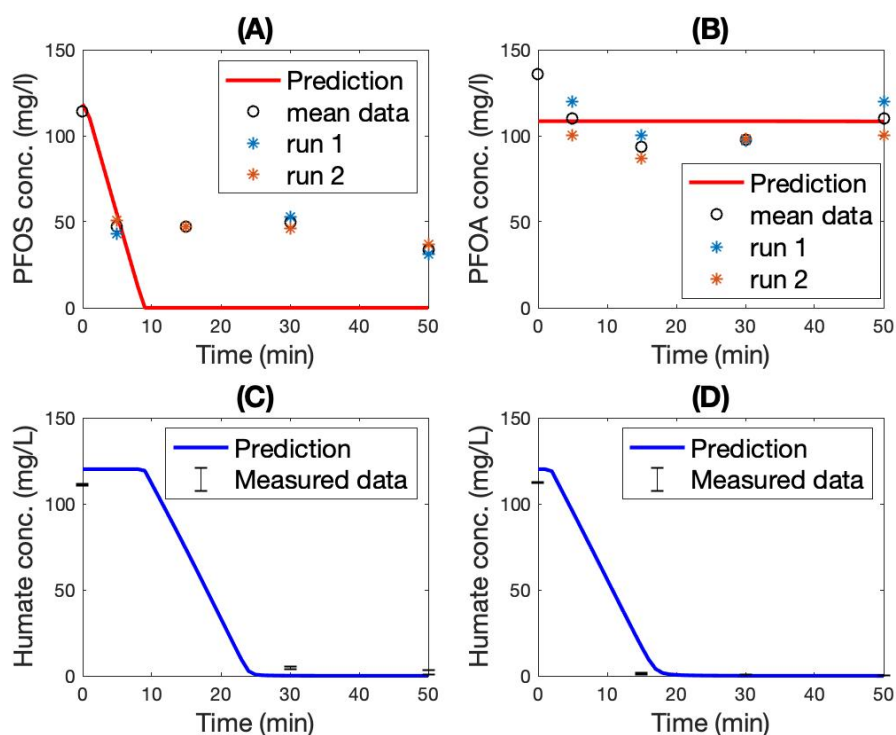 (A)
PFOS conc. (mg/l)
150
100
50
0
Prediction
mean data
run 1
run 2
0 10 20 30 40 50
Time (min)
(B)
PFOA conc. (mg/l)
150
100
50
0
Prediction
mean data
run 1
run 2
0 10 20 30 40 50
Time (min)
(C)
Humate conc. (mg/L)
150
100
50
0
Prediction
Measured data
0 10 20 30 40 50
Time (min)
(D)
Humate conc. (mg/L)
150
100
50
0
Prediction
Measured data
0 10 20 30 40 50
Time (min)